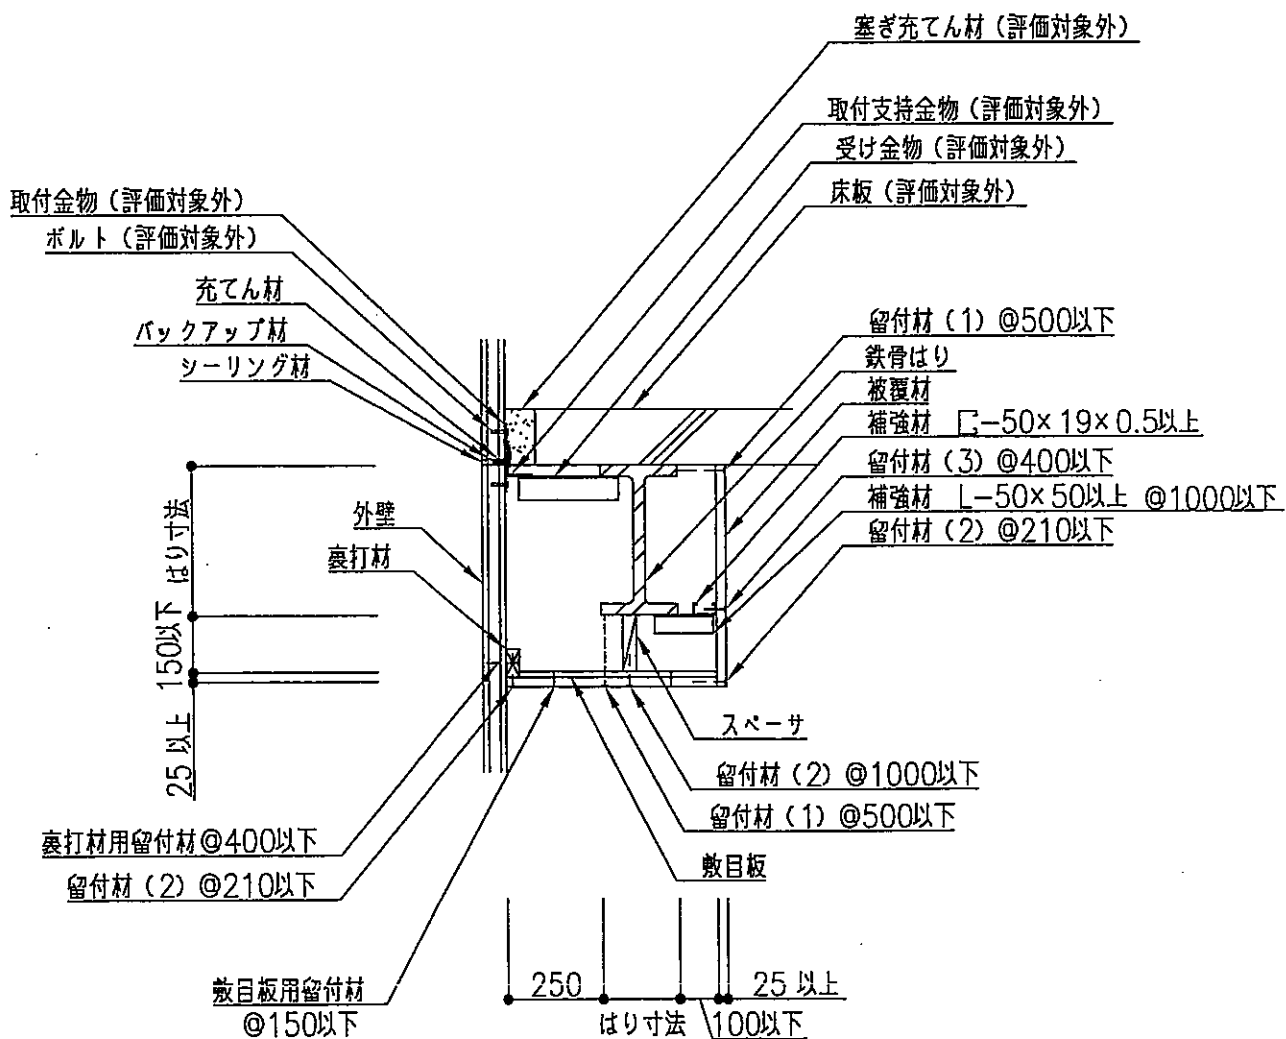 塞ぎ充てん材（評価対象外）
取付支持金物（評価対象外）
受け金物（評価対象外）
床板（評価対象外）
取付金物（評価対象外）
ボルト（評価対象外）
充てん材
バックアップ材
シーリング材
留付材（1）@500以下
鉄骨はり
被覆材
補強材 匚-50×19×0.5以上
留付材（3）@400以下
補強材 L-50×50以上 @1000以下
留付材（2）@210以下
外壁
裏打材
はり寸法
150以下
25以上
スペーサ
留付材（2）@1000以下
留付材（1）@500以下
敷目板
裏打材用留付材@400以下
留付材（2）@210以下
敷目板用留付材
@150以下
250
はり寸法
100以下
25以上